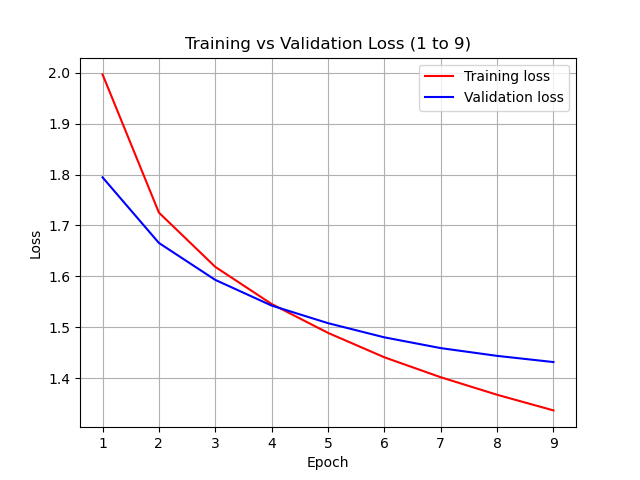 Training vs Validation Loss (1 to 9)
Training loss
Validation loss
2.0
1.9
1.8
1.7
1.6
1.5
1.4
Loss
1 2 3 4 5 6 7 8 9
Epoch